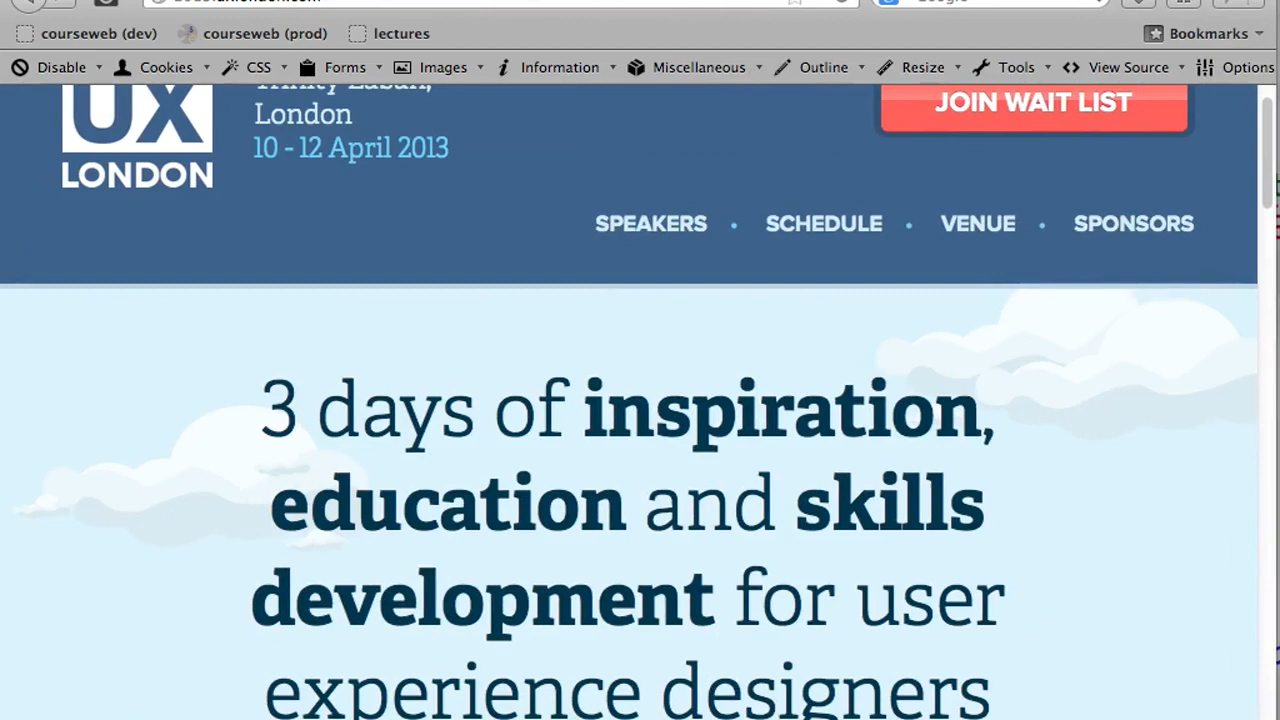 courseweb (dev) courseweb (prod) lectures Bookmarks
Disable Cookies CSS Forms Images Information Miscellaneous Outline Resize Tools View Source Options
UX
LONDON
London
10 - 12 April 2013
JOIN WAIT LIST
SPEAKERS • SCHEDULE • VENUE • SPONSORS
3 days of inspiration,
education and skills
development for user
experience designers